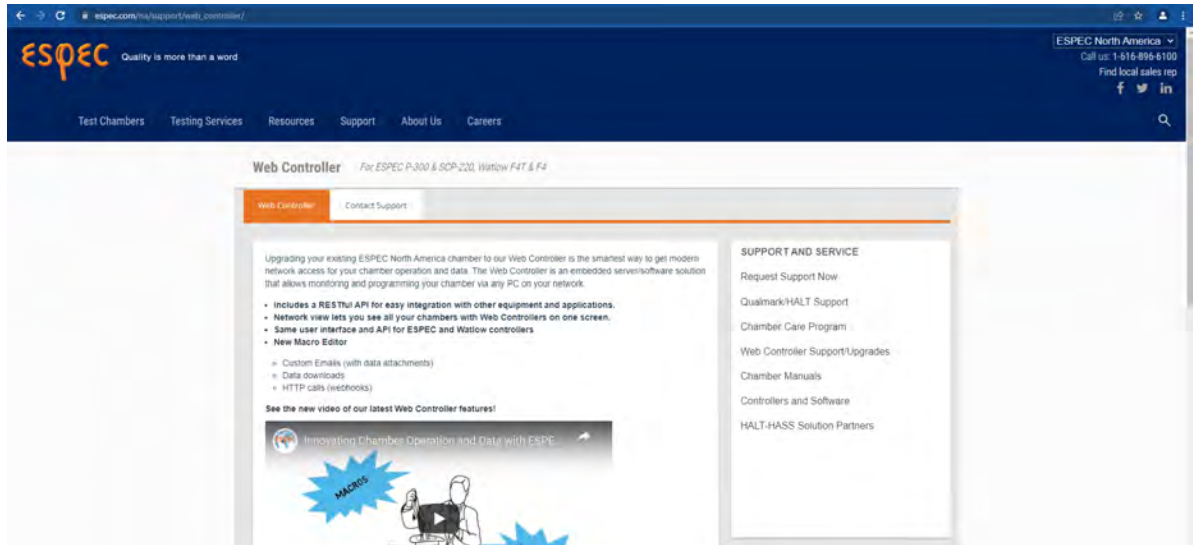 espec.com/na/support/web_controller/
ESPEC Quality is more than a word
ESPEC North America
Call us: 1-616-896-6100
Find local sales rep
Test Chambers Testing Services Resources Support About Us Careers
Web Controller For ESPEC P-300 & SCP-220, Watlow F4T & F4
Web Controller Contact Support
Upgrading your existing ESPEC North America chamber to our Web Controller is the smartest way to get modern
network access for your chamber operation and data. The Web Controller is an embedded server/software solution
that allows monitoring and programming your chamber via any PC on your network.
• Includes a RESTful API for easy integration with other equipment and applications.
• Network view lets you see all your chambers with Web Controllers on one screen.
• Same user interface and API for ESPEC and Watlow controllers
• New Macro Editor
Custom Emails (with data attachments)
Data downloads
HTTP calls (webhooks)
See the new video of our latest Web Controller features!
Innovating Chamber Operation and Data with ESPE...
MACROS
SUPPORT AND SERVICE
Request Support Now
Qualmark/HALT Support
Chamber Care Program
Web Controller Support/Upgrades
Chamber Manuals
Controllers and Software
HALT-HASS Solution Partners